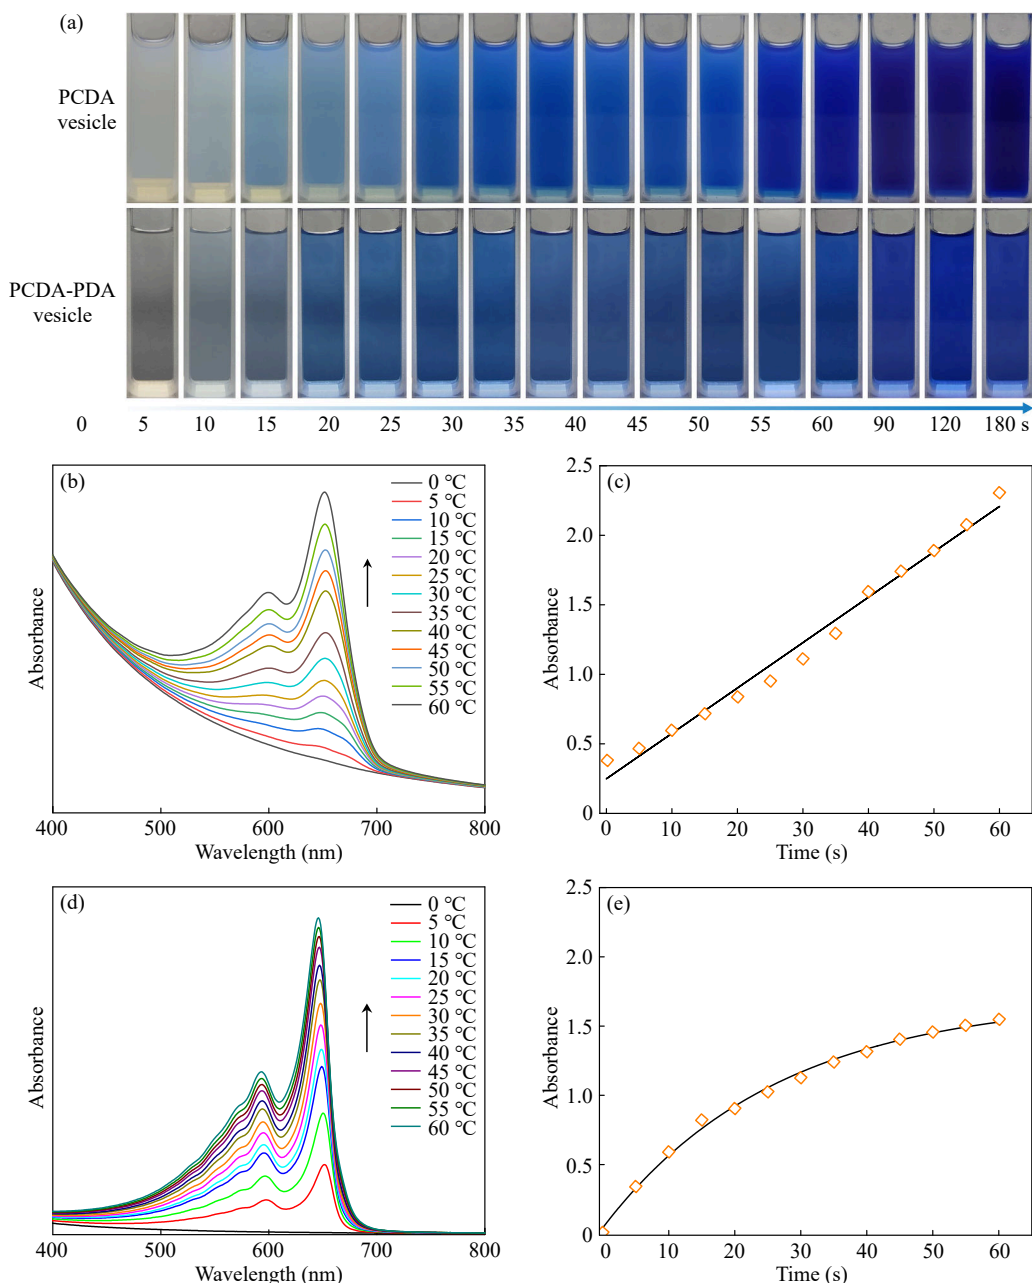 (a)
PCDA
vesicle
PCDA-PDA
vesicle
0 5 10 15 20 25 30 35 40 45 50 55 60 90 120 180 s
(b)
0 °C
5 °C
10 °C
15 °C
20 °C
25 °C
30 °C
35 °C
40 °C
45 °C
50 °C
55 °C
60 °C
Absorbance
400 500 600 700 800
Wavelength (nm)
(c)
2.5
2.0
1.5
1.0
0.5
0
Absorbance
0 10 20 30 40 50 60
Time (s)
(d)
0 °C
5 °C
10 °C
15 °C
20 °C
25 °C
30 °C
35 °C
40 °C
45 °C
50 °C
55 °C
60 °C
Absorbance
400 500 600 700 800
Wavelength (nm)
(e)
2.5
2.0
1.5
1.0
0.5
0
Absorbance
0 10 20 30 40 50 60
Time (s)